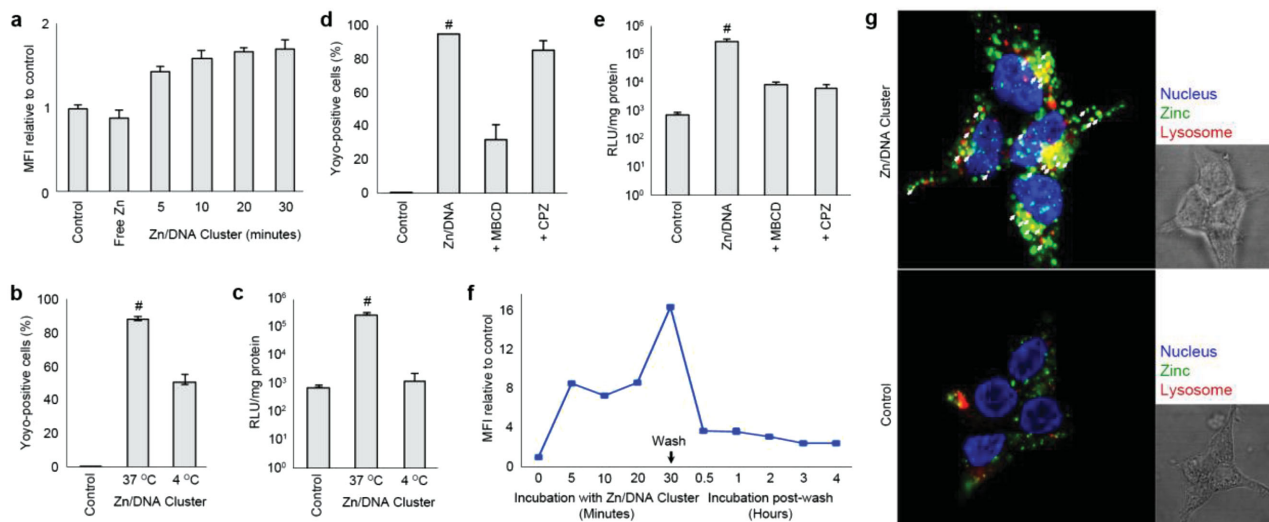 a
MFI relative to control
2
1
0
Control
Free Zn
5 10 20 30
Zn/DNA Cluster (minutes)
d
Yoyo-positive cells (%)
100
80
60
40
20
0
#
Control
Zn/DNA
+ MBCD
+ CPZ
e
RLU/mg protein
10⁶
10⁵
10⁴
10³
10²
10¹
10⁰
#
Control
Zn/DNA
+ MBCD
+ CPZ
g
Zn/DNA Cluster
Nucleus
Zinc
Lysosome
Control
Nucleus
Zinc
Lysosome
b
Yoyo-positive cells (%)
100
80
60
40
20
0
#
Control
37 °C 4 °C
Zn/DNA Cluster
c
RLU/mg protein
10⁶
10⁵
10⁴
10³
10²
10¹
10⁰
#
Control
37 °C 4 °C
Zn/DNA Cluster
f
MFI relative to control
16
12
8
4
0
Wash
0 5 10 20 30 0.5 1 2 3 4
Incubation with Zn/DNA Cluster Incubation post-wash
(Minutes) (Hours)